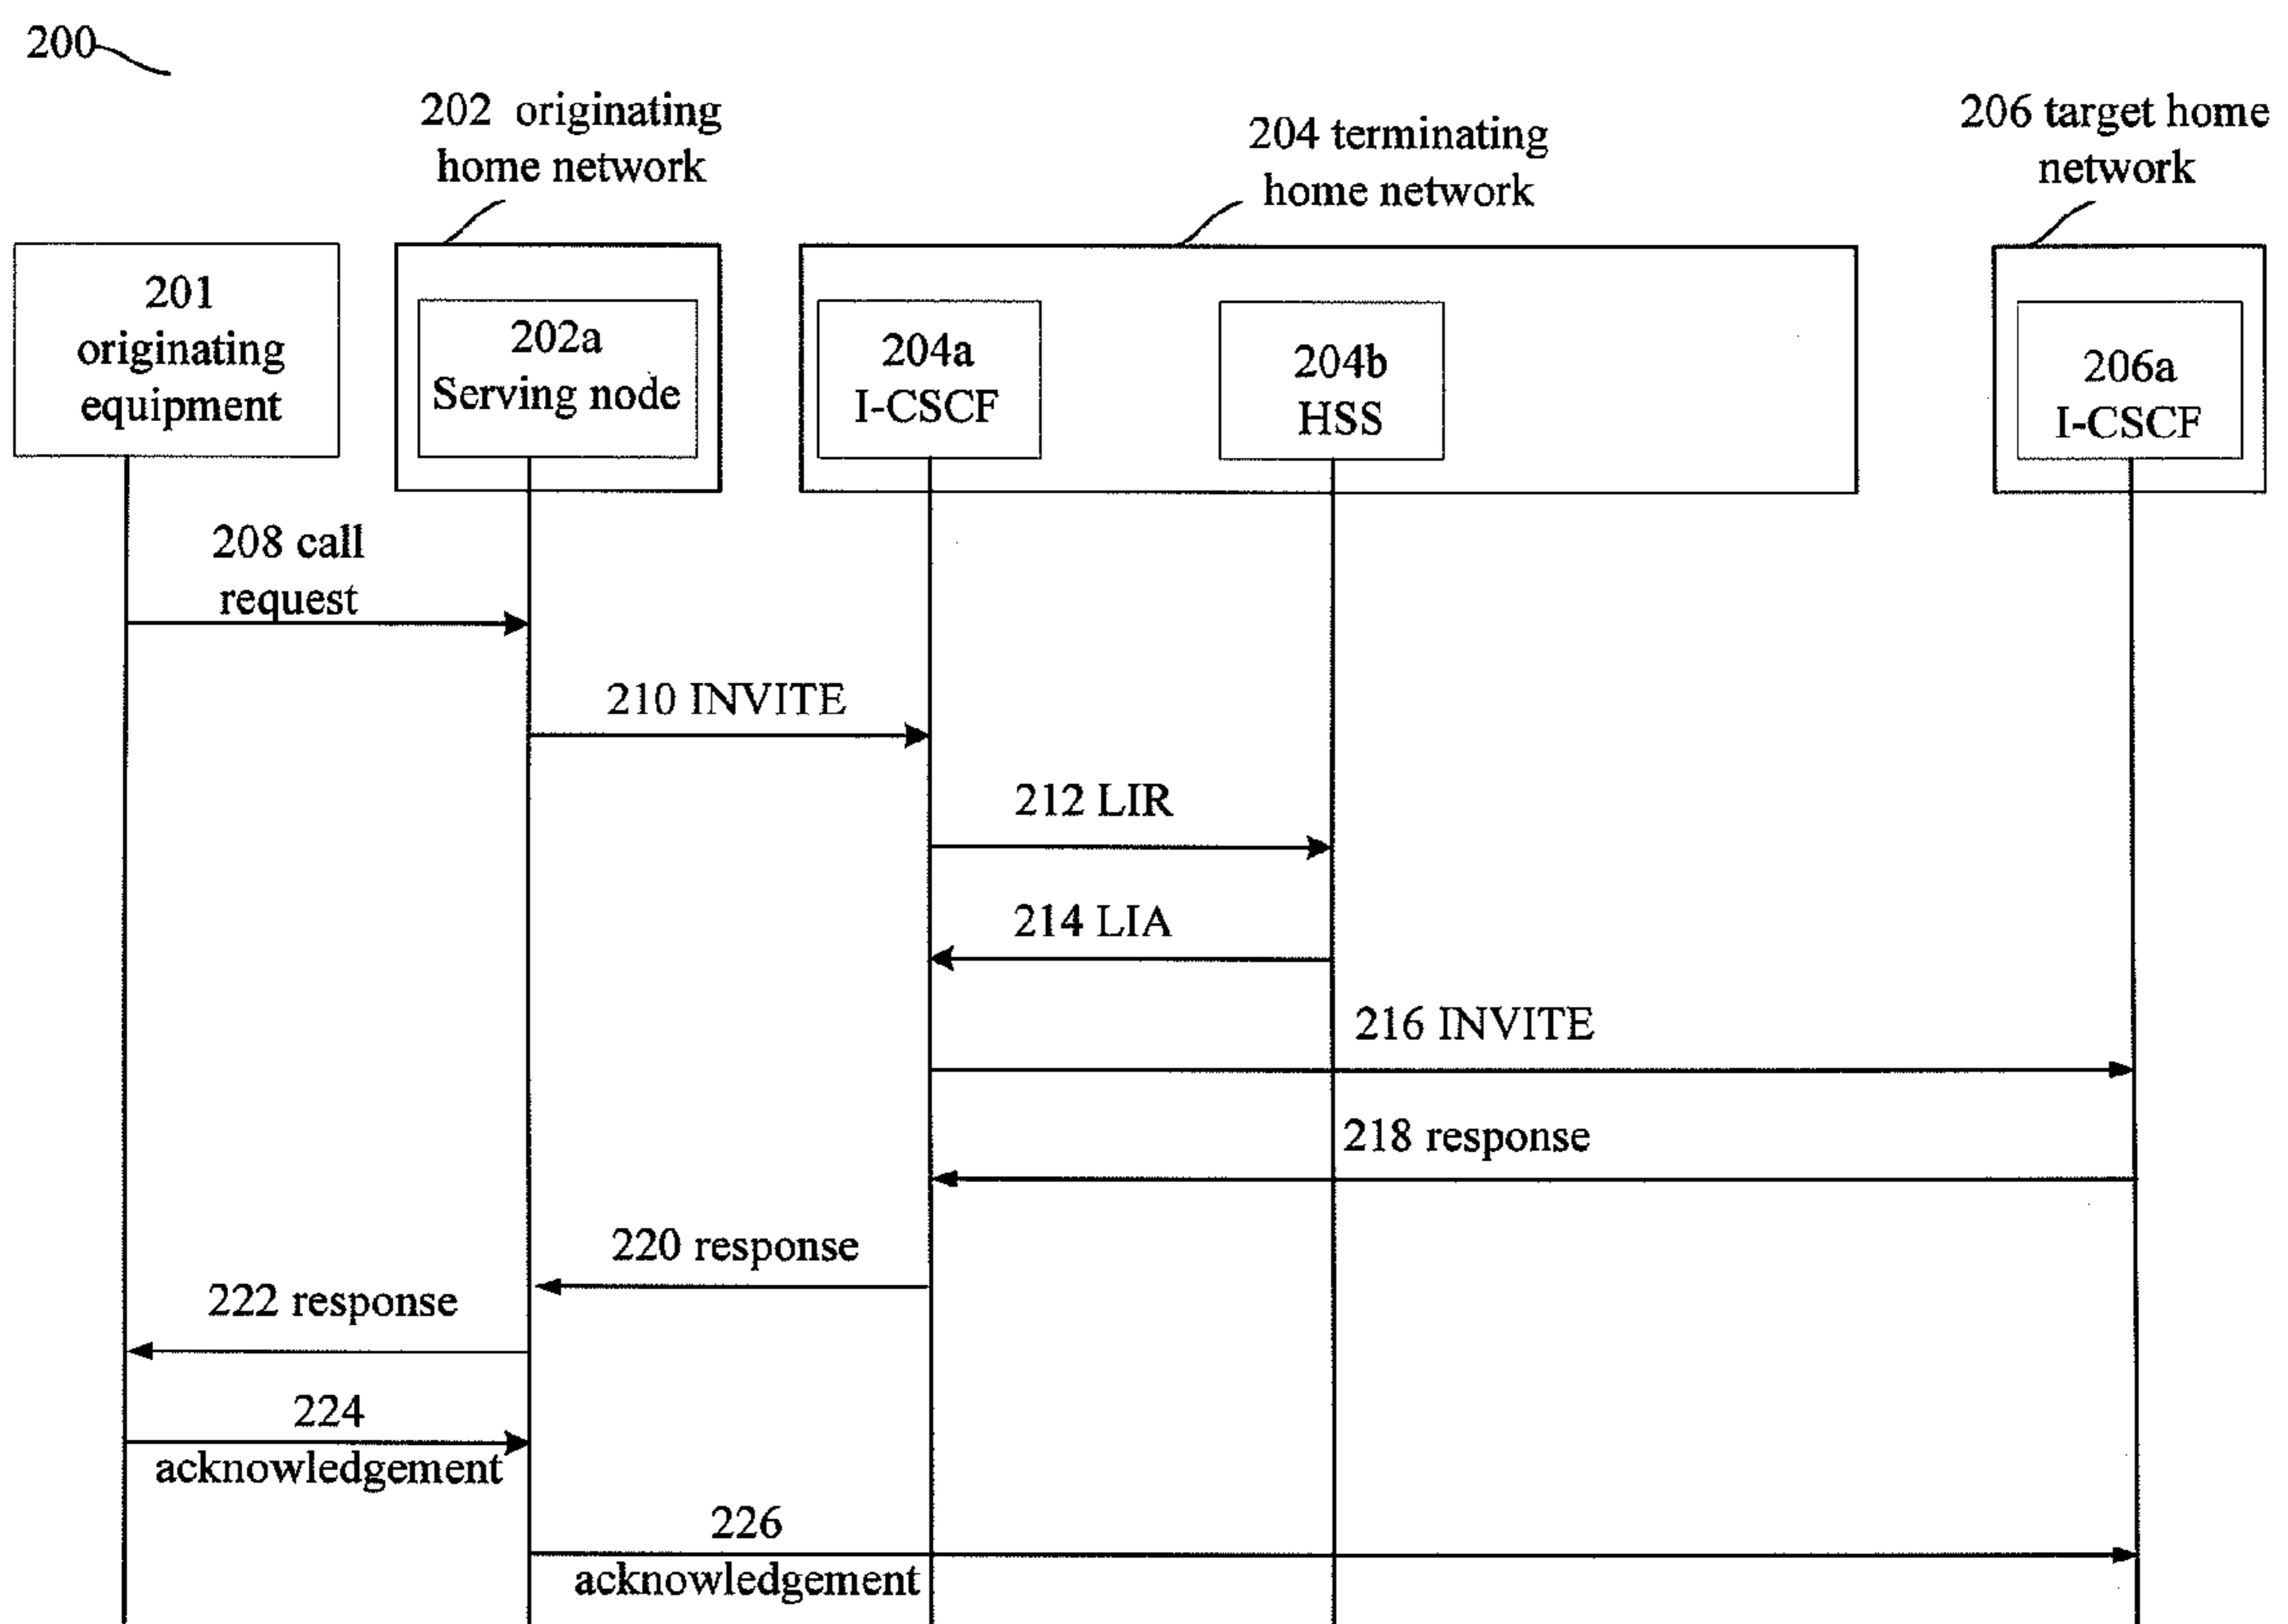 200
202 originating
home network
204 terminating
home network
206 target home
network
201
originating
equipment
202a
Serving node
204a
I-CSCF
204b
HSS
206a
I-CSCF
208 call
request
210 INVITE
212 LIR
214 LIA
216 INVITE
218 response
220 response
222 response
224
acknowledgement
226
acknowledgement